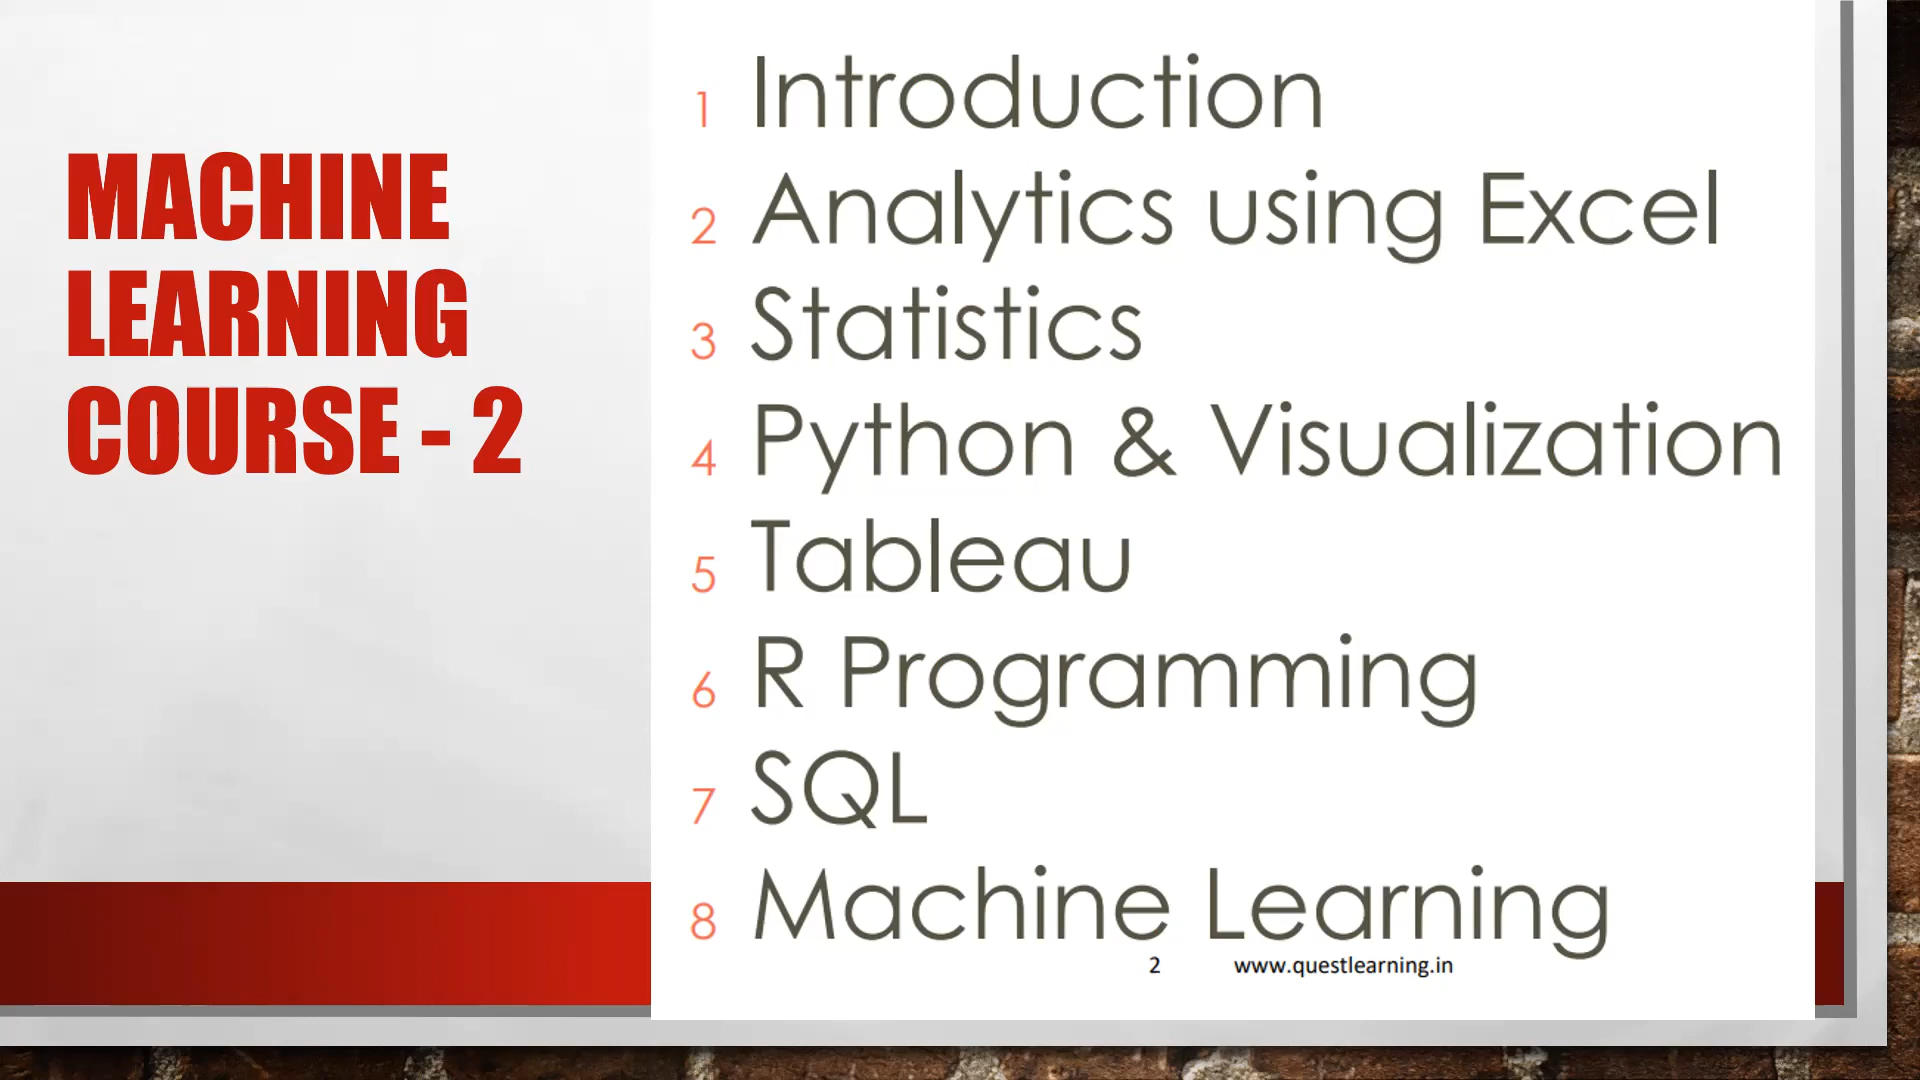 MACHINE
LEARNING
COURSE - 2
1 Introduction
2 Analytics using Excel
3 Statistics
4 Python & Visualization
5 Tableau
6 R Programming
7 SQL
8 Machine Learning
2 www.questlearning.in